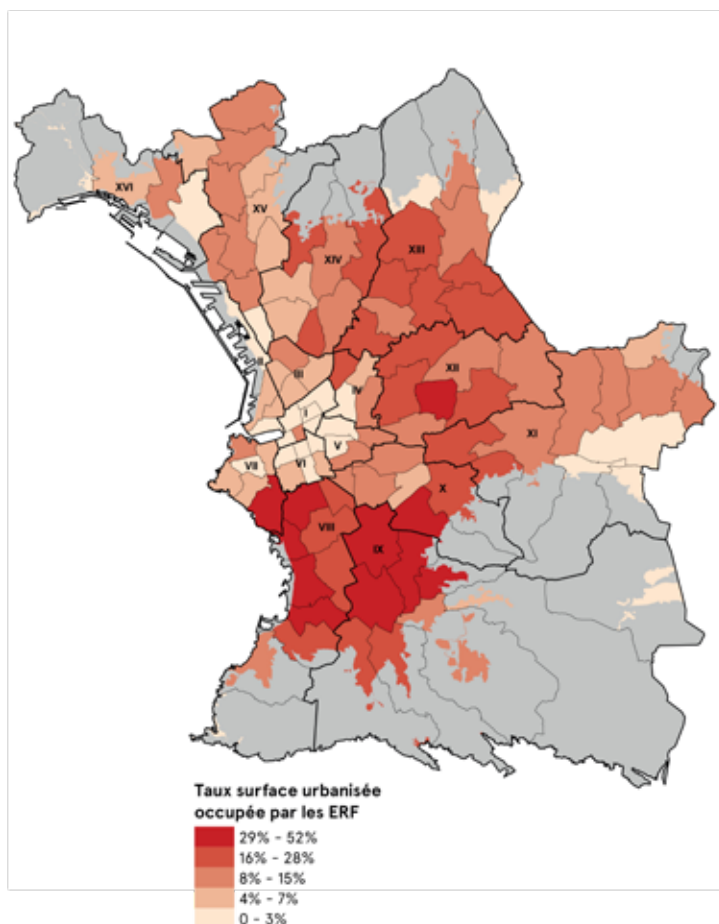 XVI
XV
XIII
XIV
II
III
XII
IV
I
V
XI
VII
VI
X
VIII
IX
Taux surface urbanisée
occupée par les ERF
29% - 52%
16% - 28%
8% - 15%
4% - 7%
0 - 3%